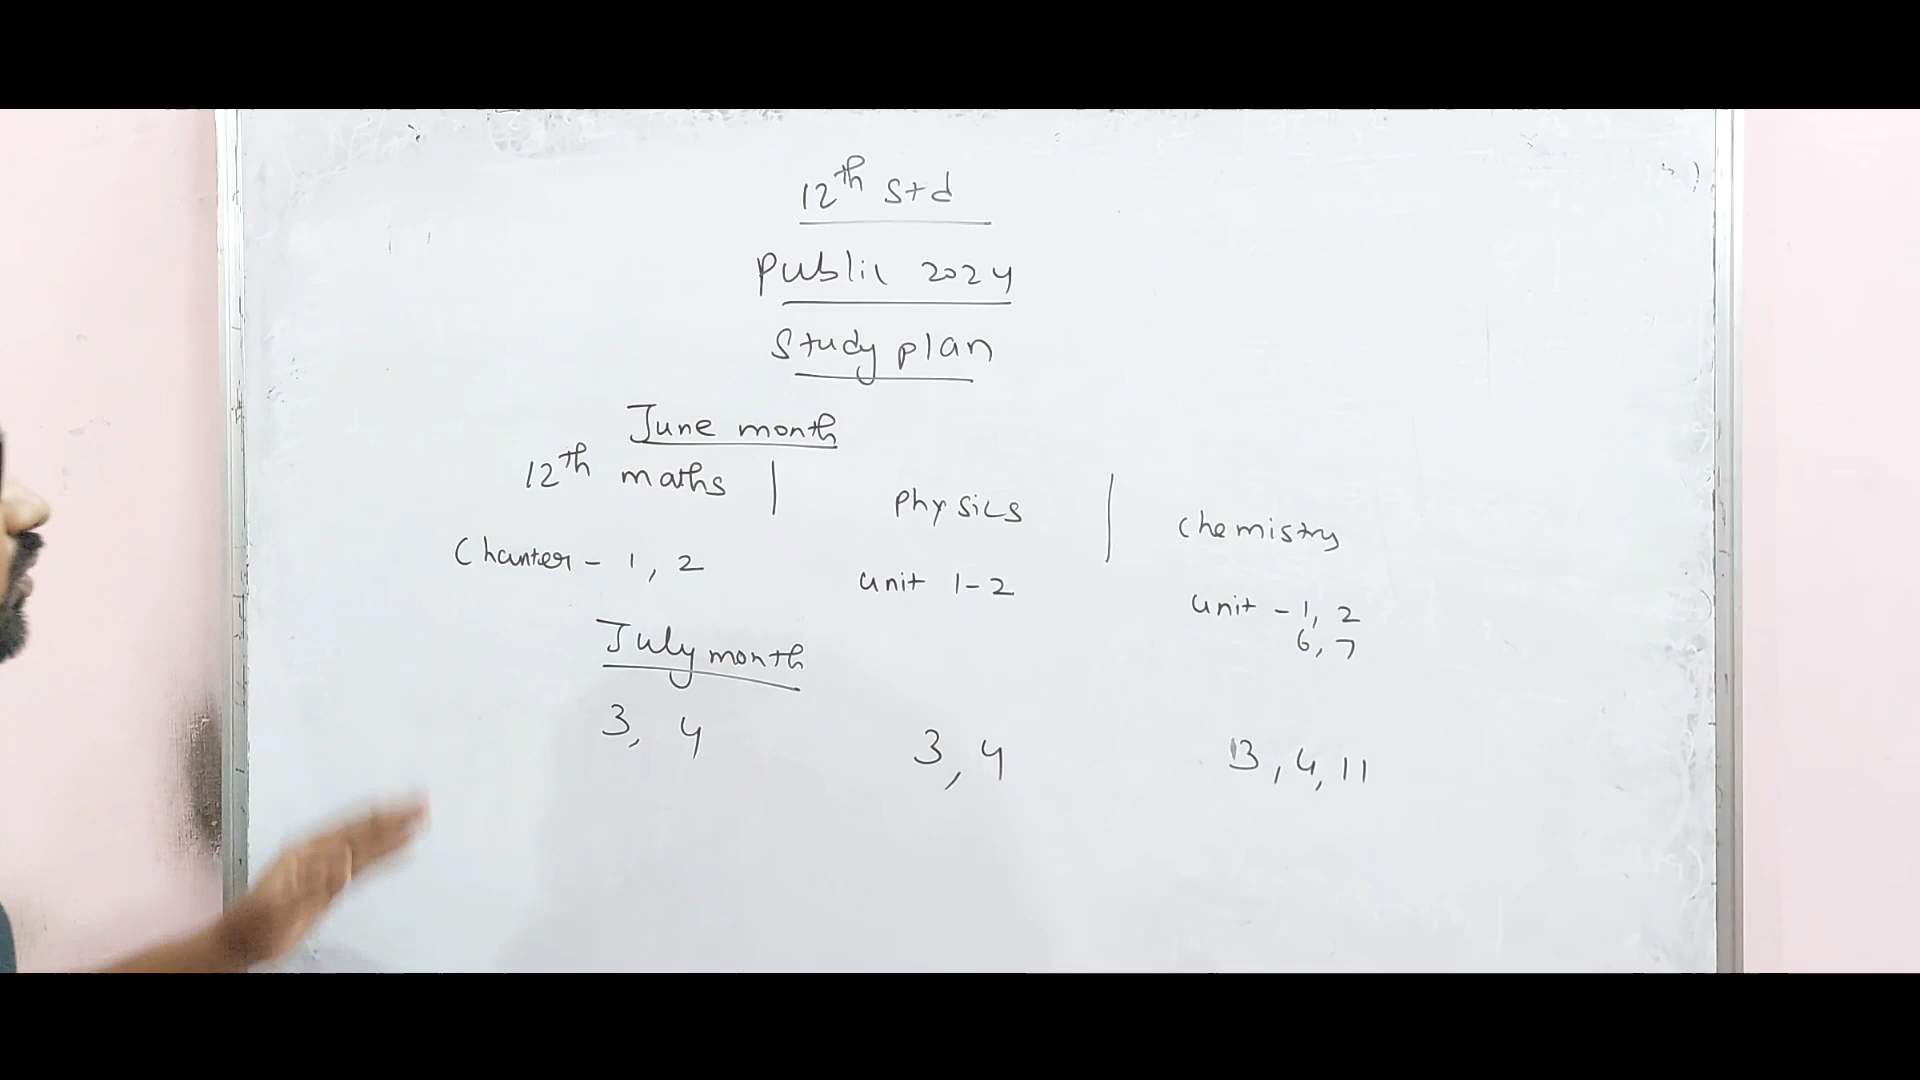 12th Std
Public 2024
Study plan
June month
12th maths | Physics | Chemistry
Chanter - 1, 2 unit 1-2 unit - 1, 2
6, 7
July month
3, 4 3, 4 3, 4, 11